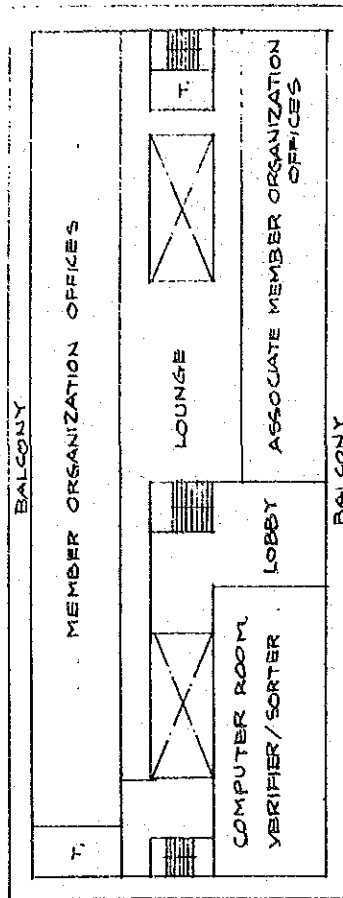 BALCONY
MEMBER ORGANIZATION OFFICES
T.
T.
LOUNGE
COMPUTER ROOM
VERIFIER/SORTER
LOBBY
ASSOCIATE MEMBER ORGANIZATION
OFFICES
BALCONY